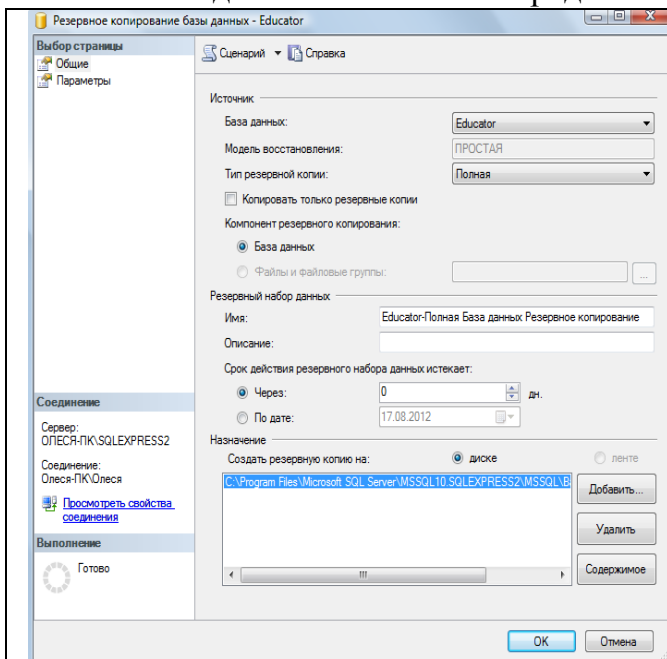 Резервное копирование базы данных - Educator
Выбор страницы
Общие
Параметры
Сценарий
Справка
Источник
База данных:
Educator
Модель восстановления:
ПРОСТАЯ
Тип резервной копии:
Полная
Копировать только резервные копии
Компонент резервного копирования:
База данных
Файлы и файловые группы:
...
Резервный набор данных
Имя:
Educator-Полная База данных Резервное копирование
Описание:
Срок действия резервного набора данных истекает:
Через:
0
дн.
По дате:
17.08.2012
Назначение
Создать резервную копию на:
диске
ленте
C:\Program Files\Microsoft SQL Server\MSSQL10.SQLEXPRESS2\MSSQL\B
Добавить...
Удалить
Содержимое
Соединение
Сервер:
ОЛЕСЯ-ПК\SQLEXPRESS2
Соединение:
Олеся-ПК\Олеся
Просмотреть свойства
соединения
Выполнение
Готово
OK
Отмена